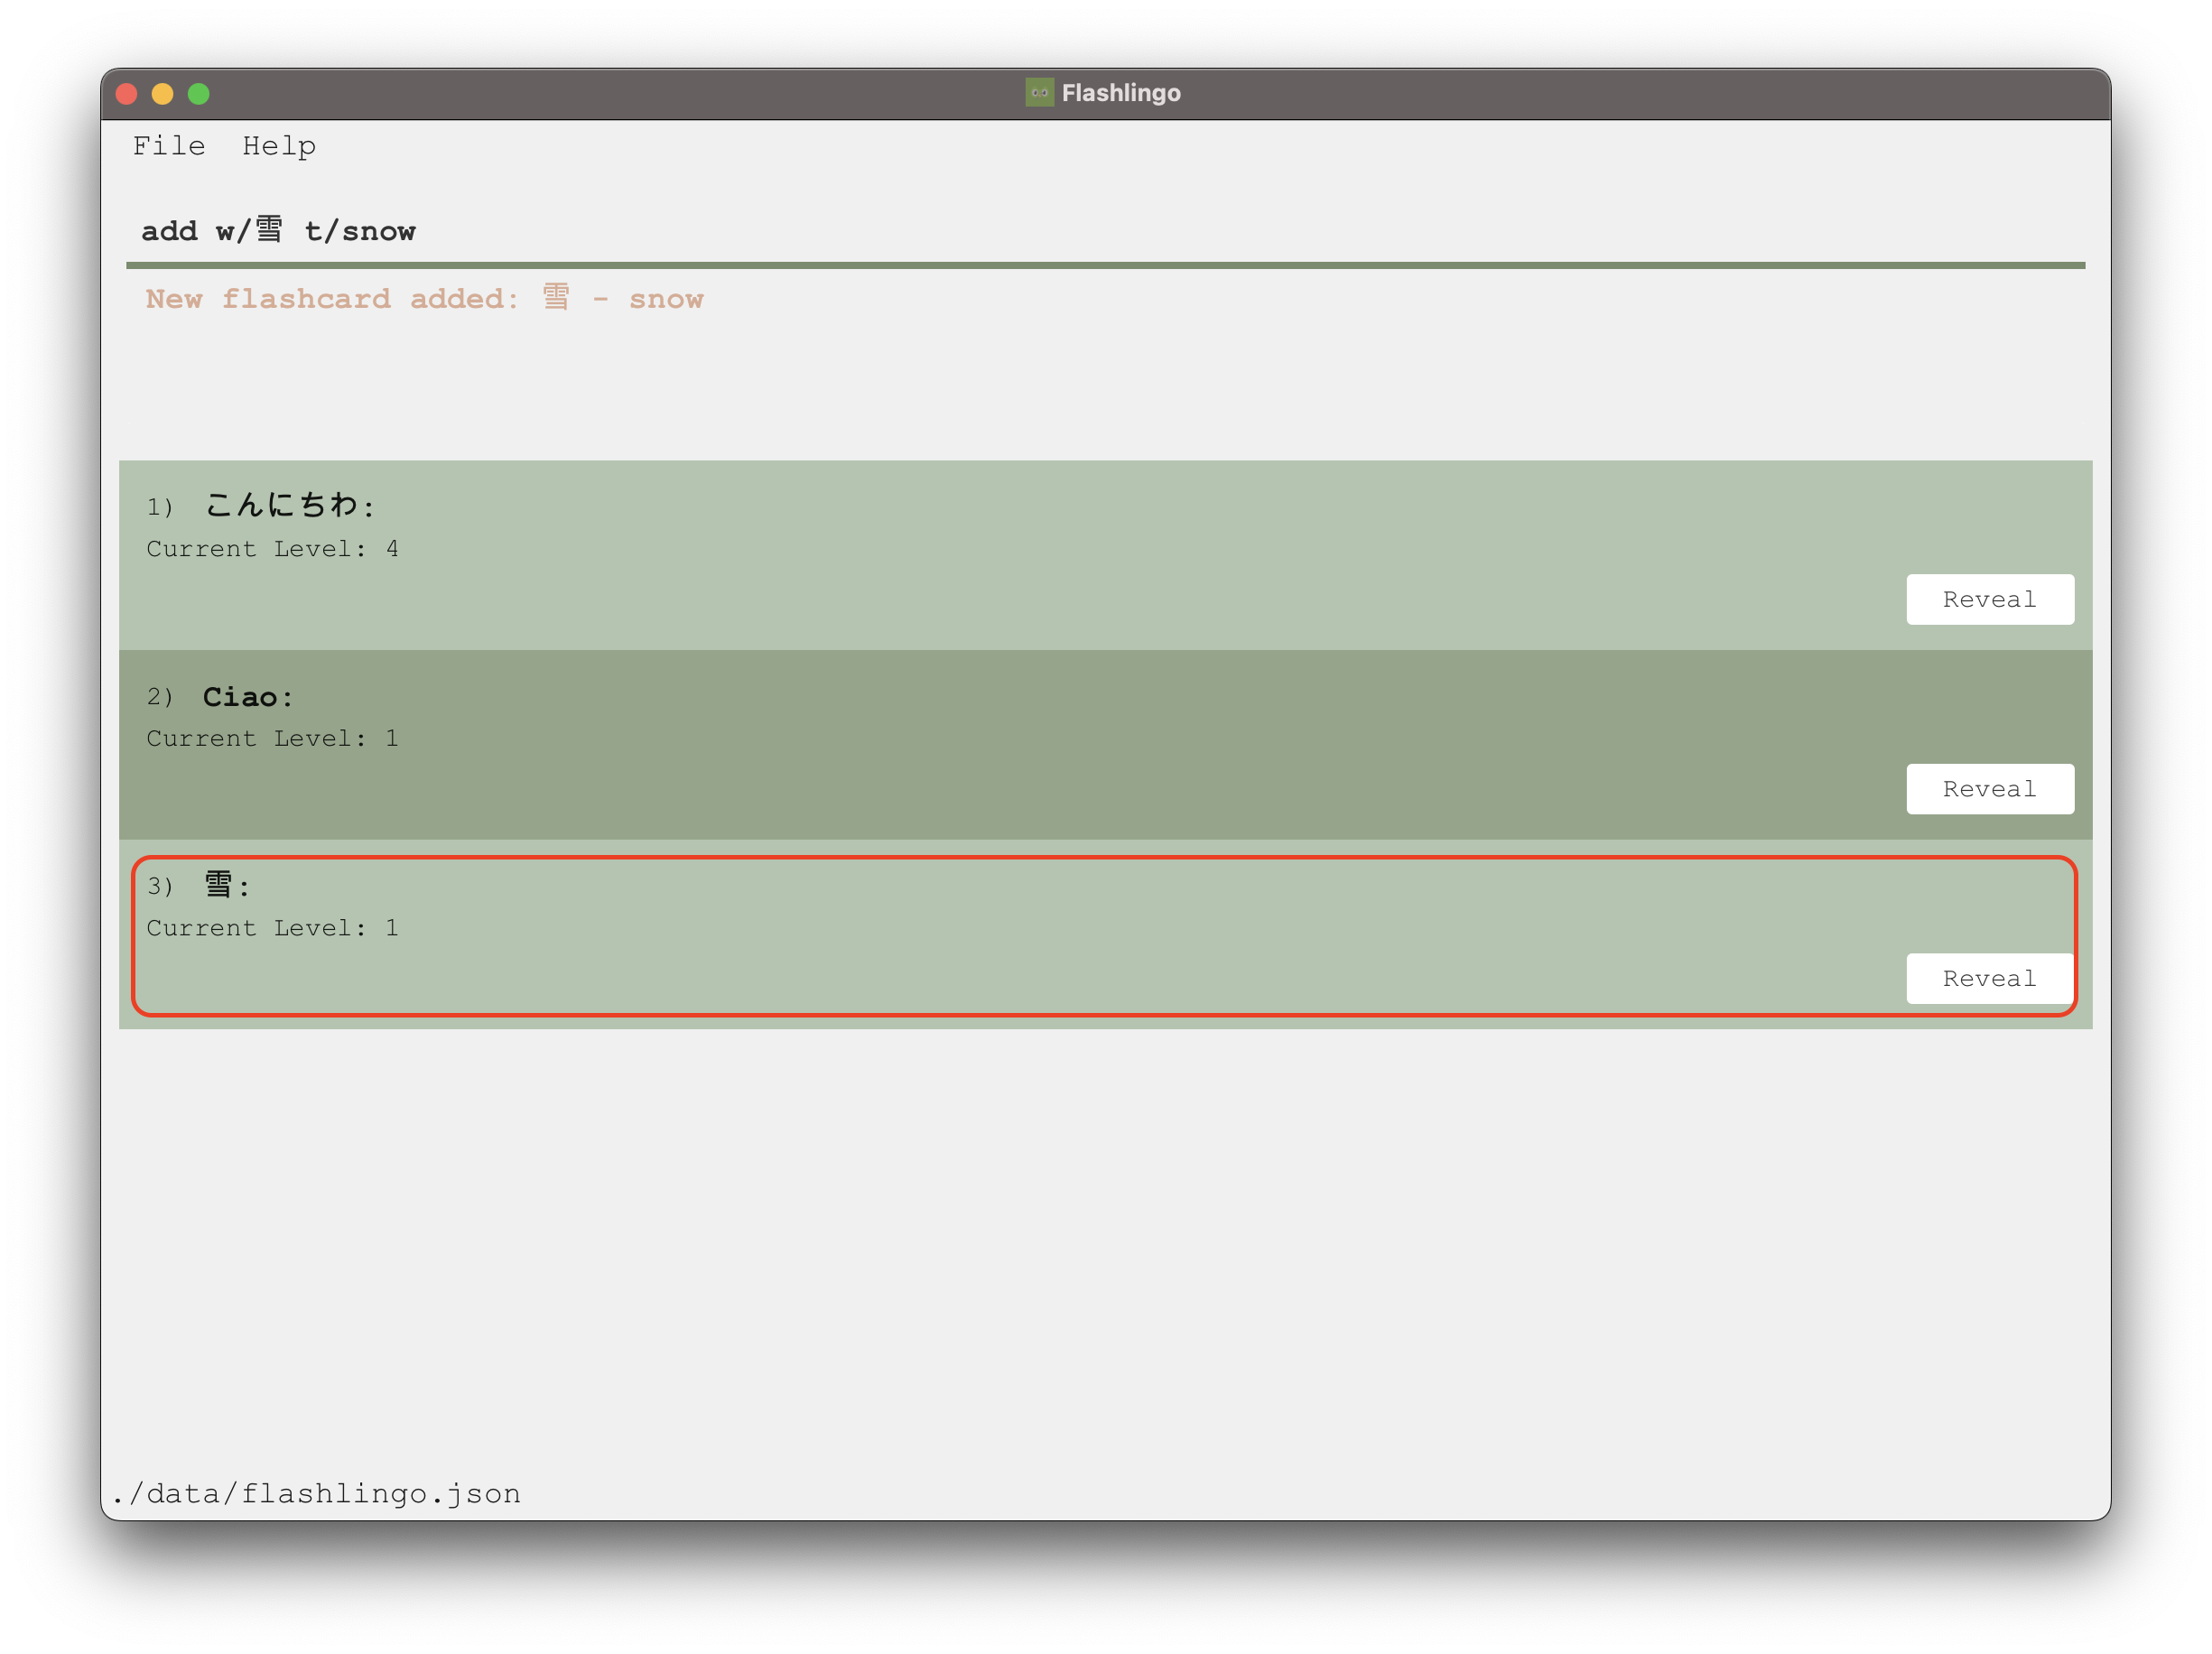 Flashlingo
File Help
add w/雪 t/snow
New flashcard added: 雪 - snow
1) こんにちわ:
Current Level: 4
Reveal
2) Ciao:
Current Level: 1
Reveal
3) 雪:
Current Level: 1
Reveal
./data/flashlingo.json